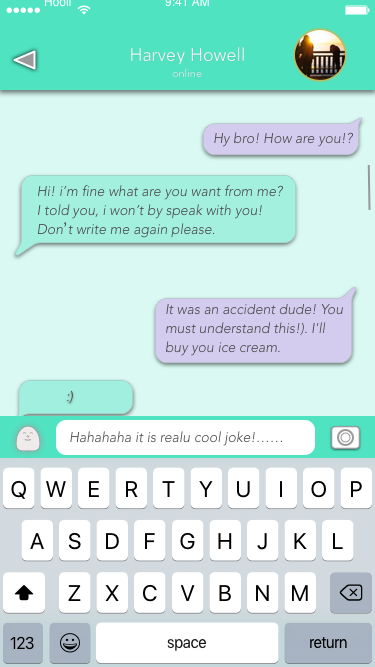 Hooli
9:41 AM
Harvey Howell
online
Hy bro! How are you!?
Hi! i'm fine what are you want from me?
I told you, i won't by speak with you!
Don't write me again please.
It was an accident dude! You
must understand this!). I'll
buy you ice cream.
:)
Hahahaha it is realu cool joke!......
Q W E R T Y U I O P
A S D F G H J K L
Z X C V B N M
123 space return